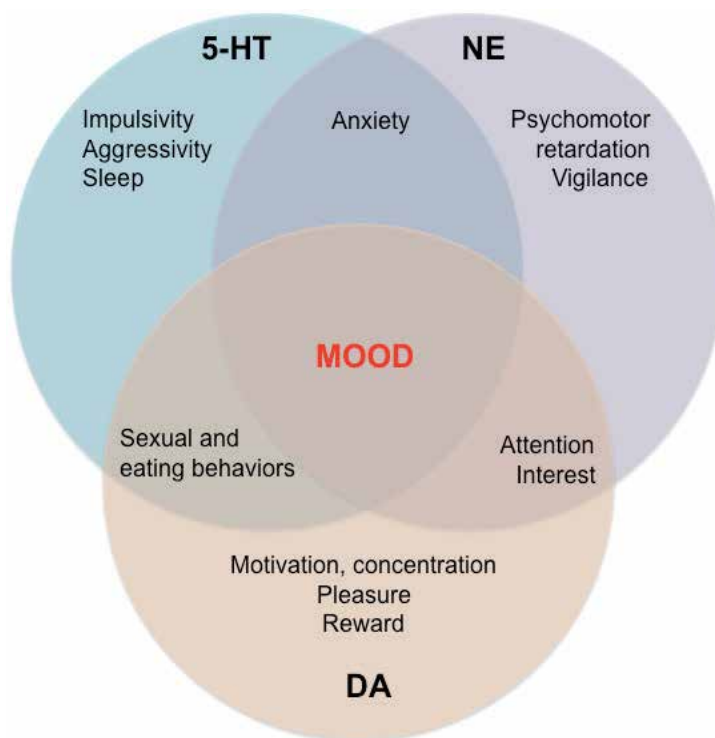 5-HT
NE
Impulsivity
Aggressivity
Sleep
Anxiety
Psychomotor
retardation
Vigilance
MOOD
Sexual and
eating behaviors
Attention
Interest
Motivation, concentration
Pleasure
Reward
DA